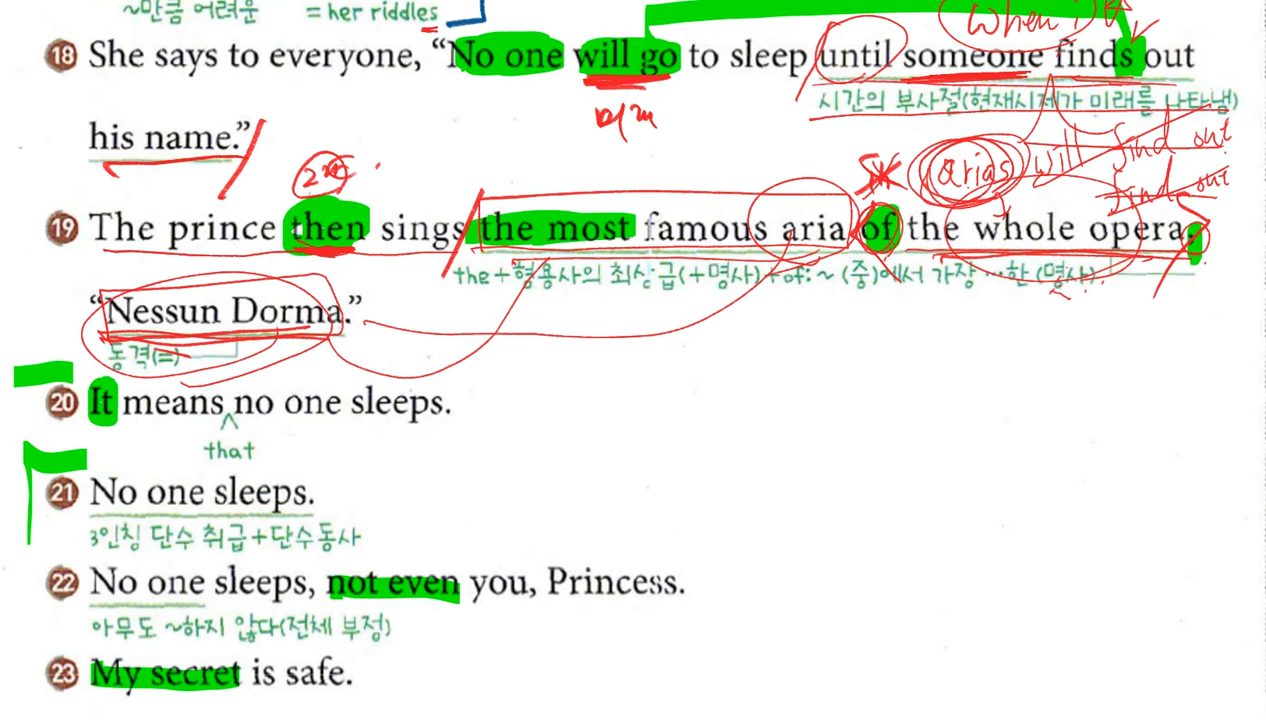 ~만큼 어려운 = her riddles
When it
⑱ She says to everyone, “No one will go to sleep until someone finds out
시간의 부사절(현재시제가 미래를 나타냄)
his name.”
arias will find out
find out
⑲ The prince then sings the most famous aria of the whole opera,
the+형용사의 최상급(+명사)+of: ~ (중)에서 가장 …한 (명사)
“Nessun Dorma.”
동격(=)
⑳ It means no one sleeps.
that
㉑ No one sleeps.
3인칭 단수 취급+단수동사
㉒ No one sleeps, not even you, Princess.
아무도 ~하지 않다(전체 부정)
㉓ My secret is safe.